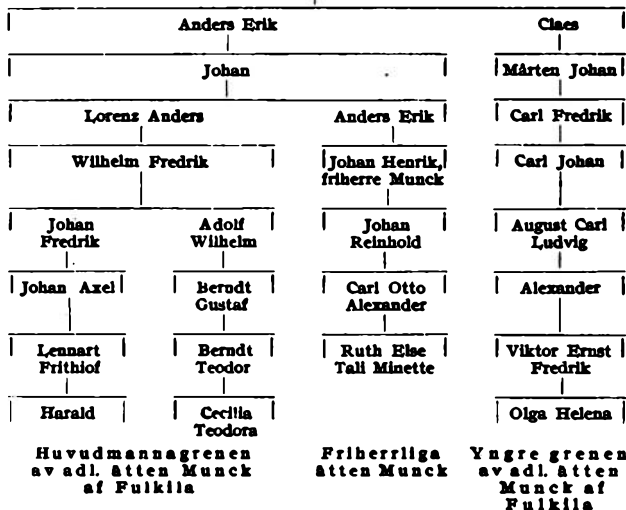 Anders Erik Claes
Johan Mårten Johan
Lorenz Anders Anders Erik Carl Fredrik
Wilhelm Fredrik Johan Henrik, Carl Johan
friherre Munck
Johan Adolf Johan August Carl
Fredrik Wilhelm Reinhold Ludvig
Johan Axel Berndt Carl Otto Alexander
Gustaf Alexander
Lennart Berndt Ruth Else Viktor Ernst
Frithiof Teodor Tali Minette Fredrik
Harald Cecilia Olga Helena
Teodora
Huvudmannagrenen Friherrliga Yngre grenen
av adl. ätten Munck ätten Munck av adl. ätten
af Fulkila Munck af
Fulkila